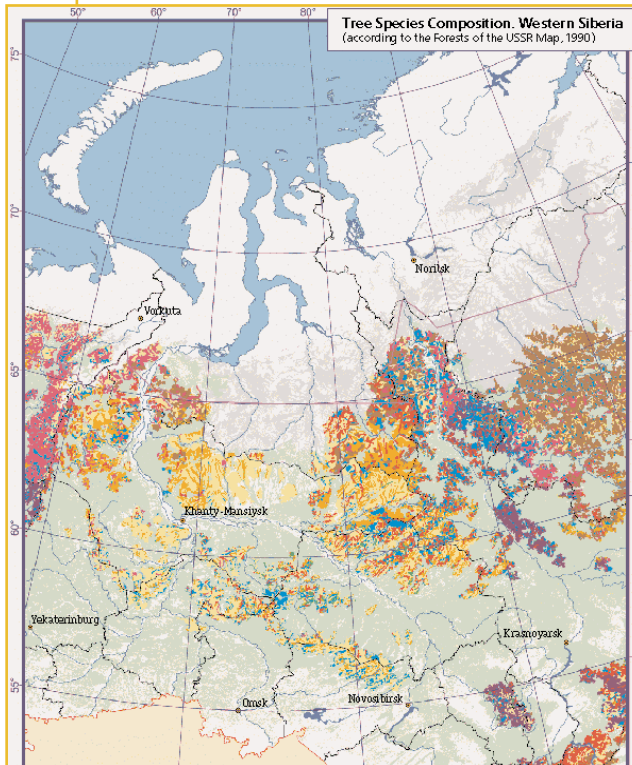 Tree Species Composition. Western Siberia
(according to the Forests of the USSR Map, 1990)
50° 60° 70° 80°
75°
70°
Norilsk
Vorkuta
65°
Khanty-Mansiysk
60°
Yekaterinburg
Krasnoyarsk
55°
Omsk
Novosibirsk